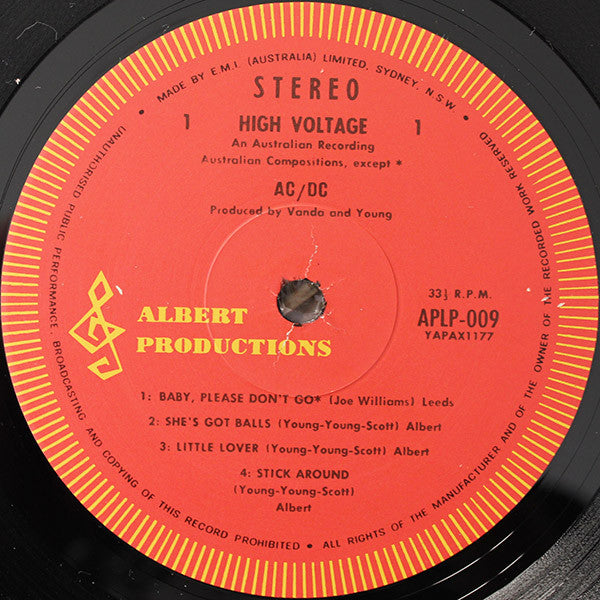 • MADE BY E.M.I. (AUSTRALIA) LIMITED, SYDNEY, N.S.W. •
STEREO
1 HIGH VOLTAGE 1
An Australian Recording
Australian Compositions, except *
AC/DC
Produced by Vanda and Young
33⅓ R.P.M.
APLP-009
YAPAX1177
ALBERT
PRODUCTIONS
1: BABY, PLEASE DON'T GO* (Joe Williams) Leeds
2: SHE'S GOT BALLS (Young-Young-Scott) Albert
3: LITTLE LOVER (Young-Young-Scott) Albert
4: STICK AROUND
(Young-Young-Scott)
Albert
UNAUTHORISED PUBLIC PERFORMANCE, BROADCASTING AND COPYING OF THIS RECORD PROHIBITED • ALL RIGHTS OF THE MANUFACTURER AND OF THE OWNER OF THE RECORDED WORK RESERVED